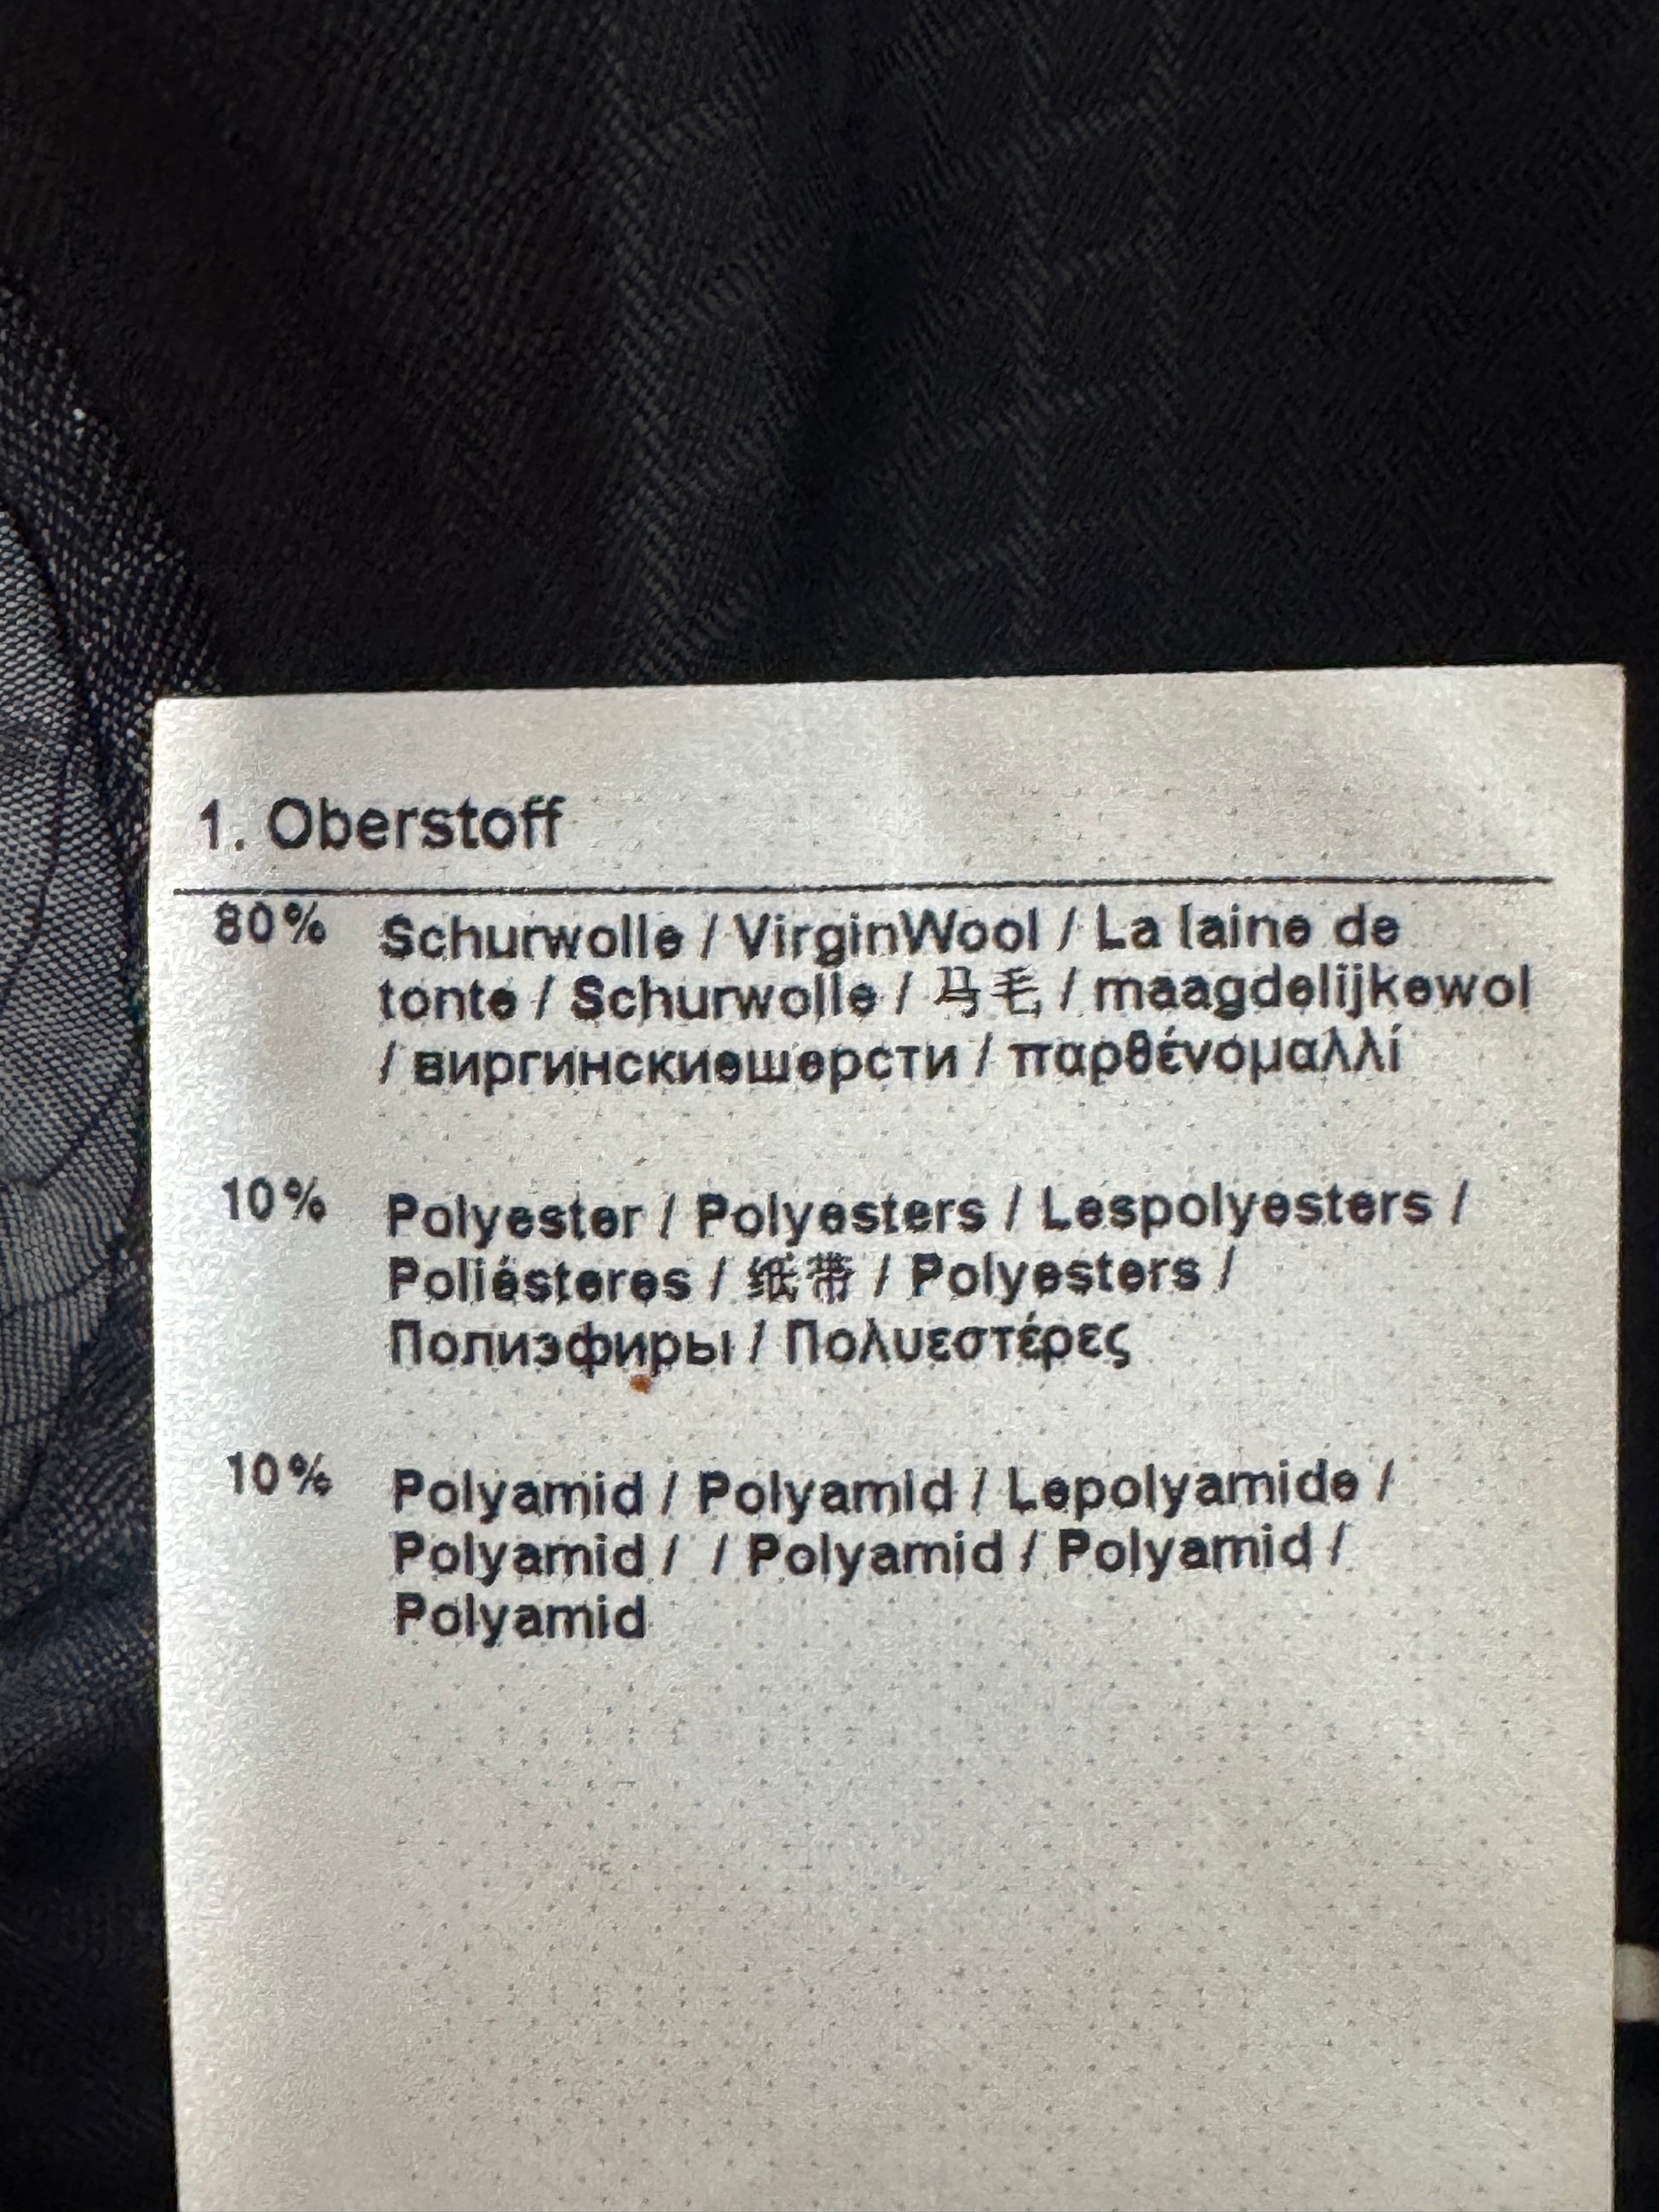 1. Oberstoff
80% Schurwolle / VirginWool / La laine de
tonte / Schurwolle / 马毛 / maagdelijkewol
/ виргинскиешерсти / παρθένομαλλί
10% Polyester / Polyesters / Lespolyesters /
Poliésteres / 纸带 / Polyesters /
Полиэфиры / Πολυεστέρες
10% Polyamid / Polyamid / Lepolyamide /
Polyamid / / Polyamid / Polyamid /
Polyamid